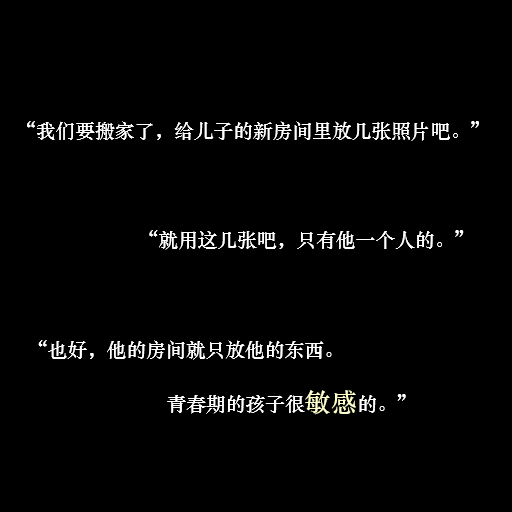 “我们要搬家了，给儿子的新房间里放几张照片吧。”
“就用这几张吧，只有他一个人的。”
“也好，他的房间就只放他的东西。
青春期的孩子很敏感的。”